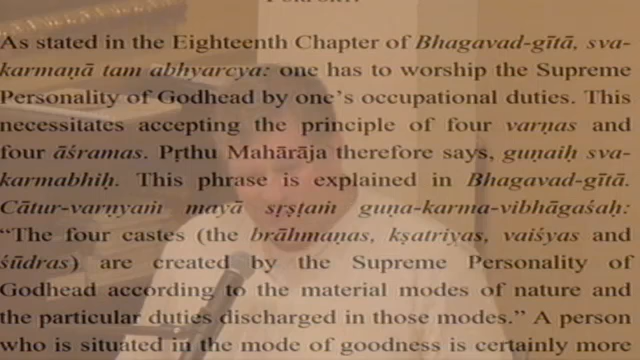 As stated in the Eighteenth Chapter of Bhagavad-gītā, sva-
karmaṇā tam abhyarcya: one has to worship the Supreme
Personality of Godhead by one's occupational duties. This
necessitates accepting the principle of four varṇas and
four āśramas. Pṛthu Mahārāja therefore says, guṇaiḥ sva-
karmabhiḥ. This phrase is explained in Bhagavad-gītā.
Cātur-varṇyaṁ mayā sṛṣṭaṁ guṇa-karma-vibhāgaśaḥ:
"The four castes (the brāhmaṇas, kṣatriyas, vaiśyas and
śūdras) are created by the Supreme Personality of
Godhead according to the material modes of nature and
the particular duties discharged in those modes." A person
who is situated in the mode of goodness is certainly more